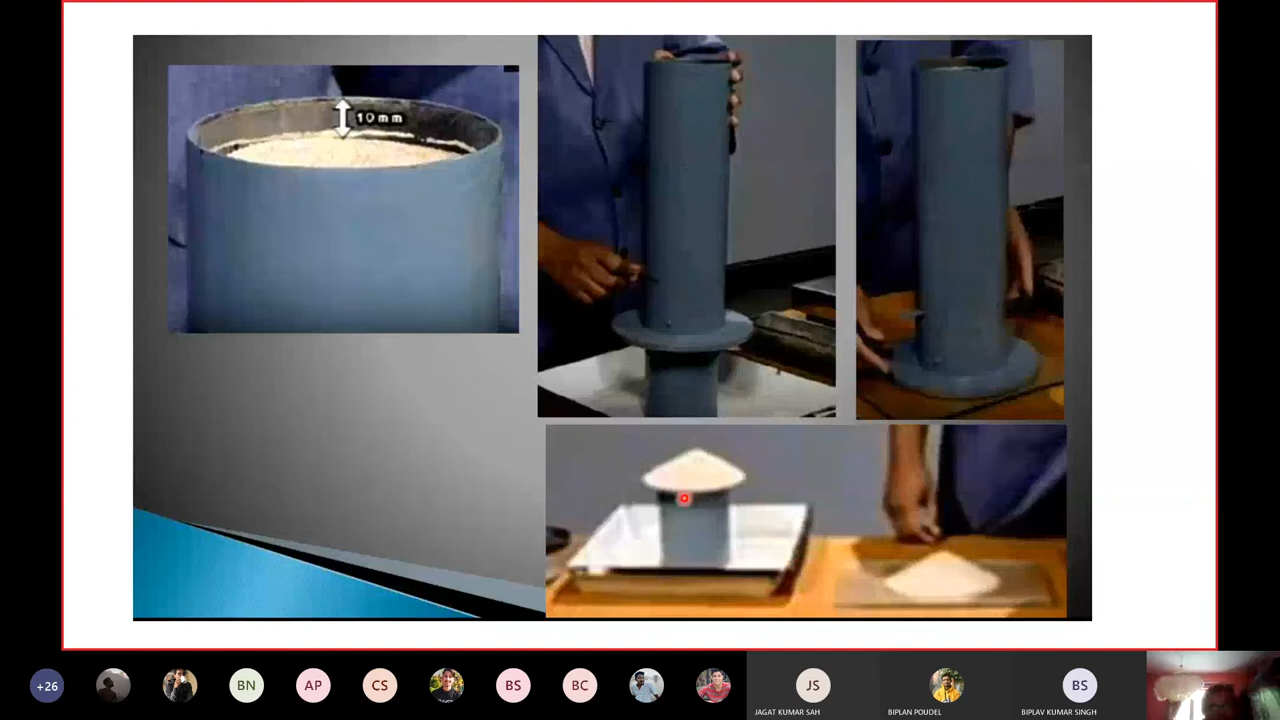 10 mm
+26
BN
AP
CS
BS
BC
JS
BS
JAGAT KUMAR SAH
BIPLAN POUDEL
BIPLAV KUMAR SINGH